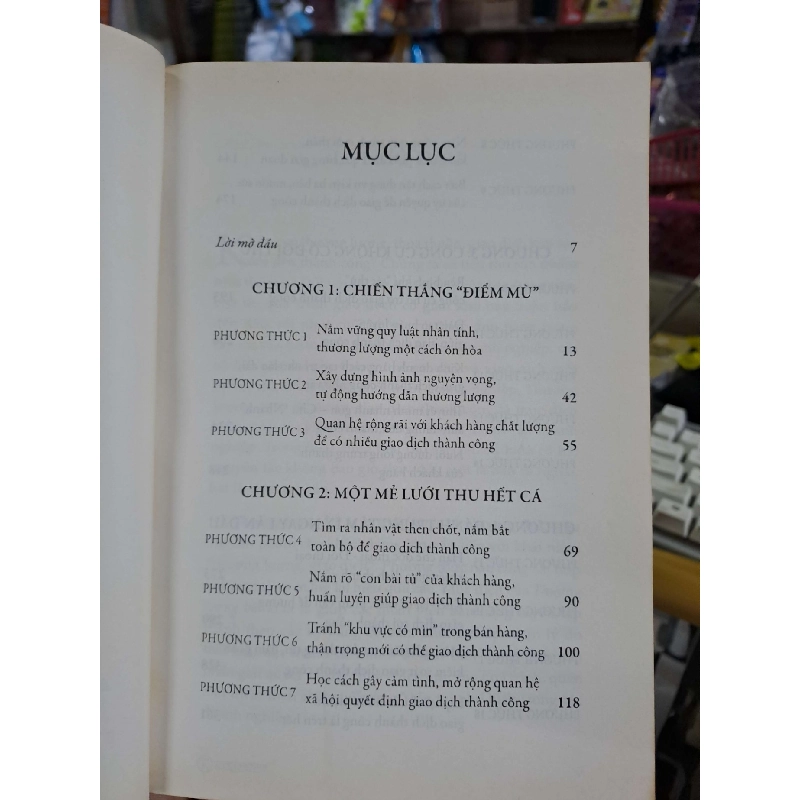 MỤC LỤC
Lời mở đầu 7
CHƯƠNG 1: CHIẾN THẮNG “ĐIỂM MÙ”
PHƯƠNG THỨC 1 Nắm vững quy luật nhân tính,
thương lượng một cách ôn hòa 13
PHƯƠNG THỨC 2 Xây dựng hình ảnh nguyện vọng,
tự động hướng dẫn thương lượng 42
PHƯƠNG THỨC 3 Quan hệ rộng rãi với khách hàng chất lượng
để có nhiều giao dịch thành công 55
CHƯƠNG 2: MỘT MẺ LƯỚI THU HẾT CÁ
PHƯƠNG THỨC 4 Tìm ra nhân vật then chốt, nắm bắt
toàn bộ để giao dịch thành công 69
PHƯƠNG THỨC 5 Nắm rõ “con bài tủ” của khách hàng,
huấn luyện giúp giao dịch thành công 90
PHƯƠNG THỨC 6 Tránh “khu vực có mìn” trong bán hàng,
thận trọng mới có thể giao dịch thành công 100
PHƯƠNG THỨC 7 Học cách gây cảm tình, mở rộng quan hệ
xã hội quyết định giao dịch thành công 118